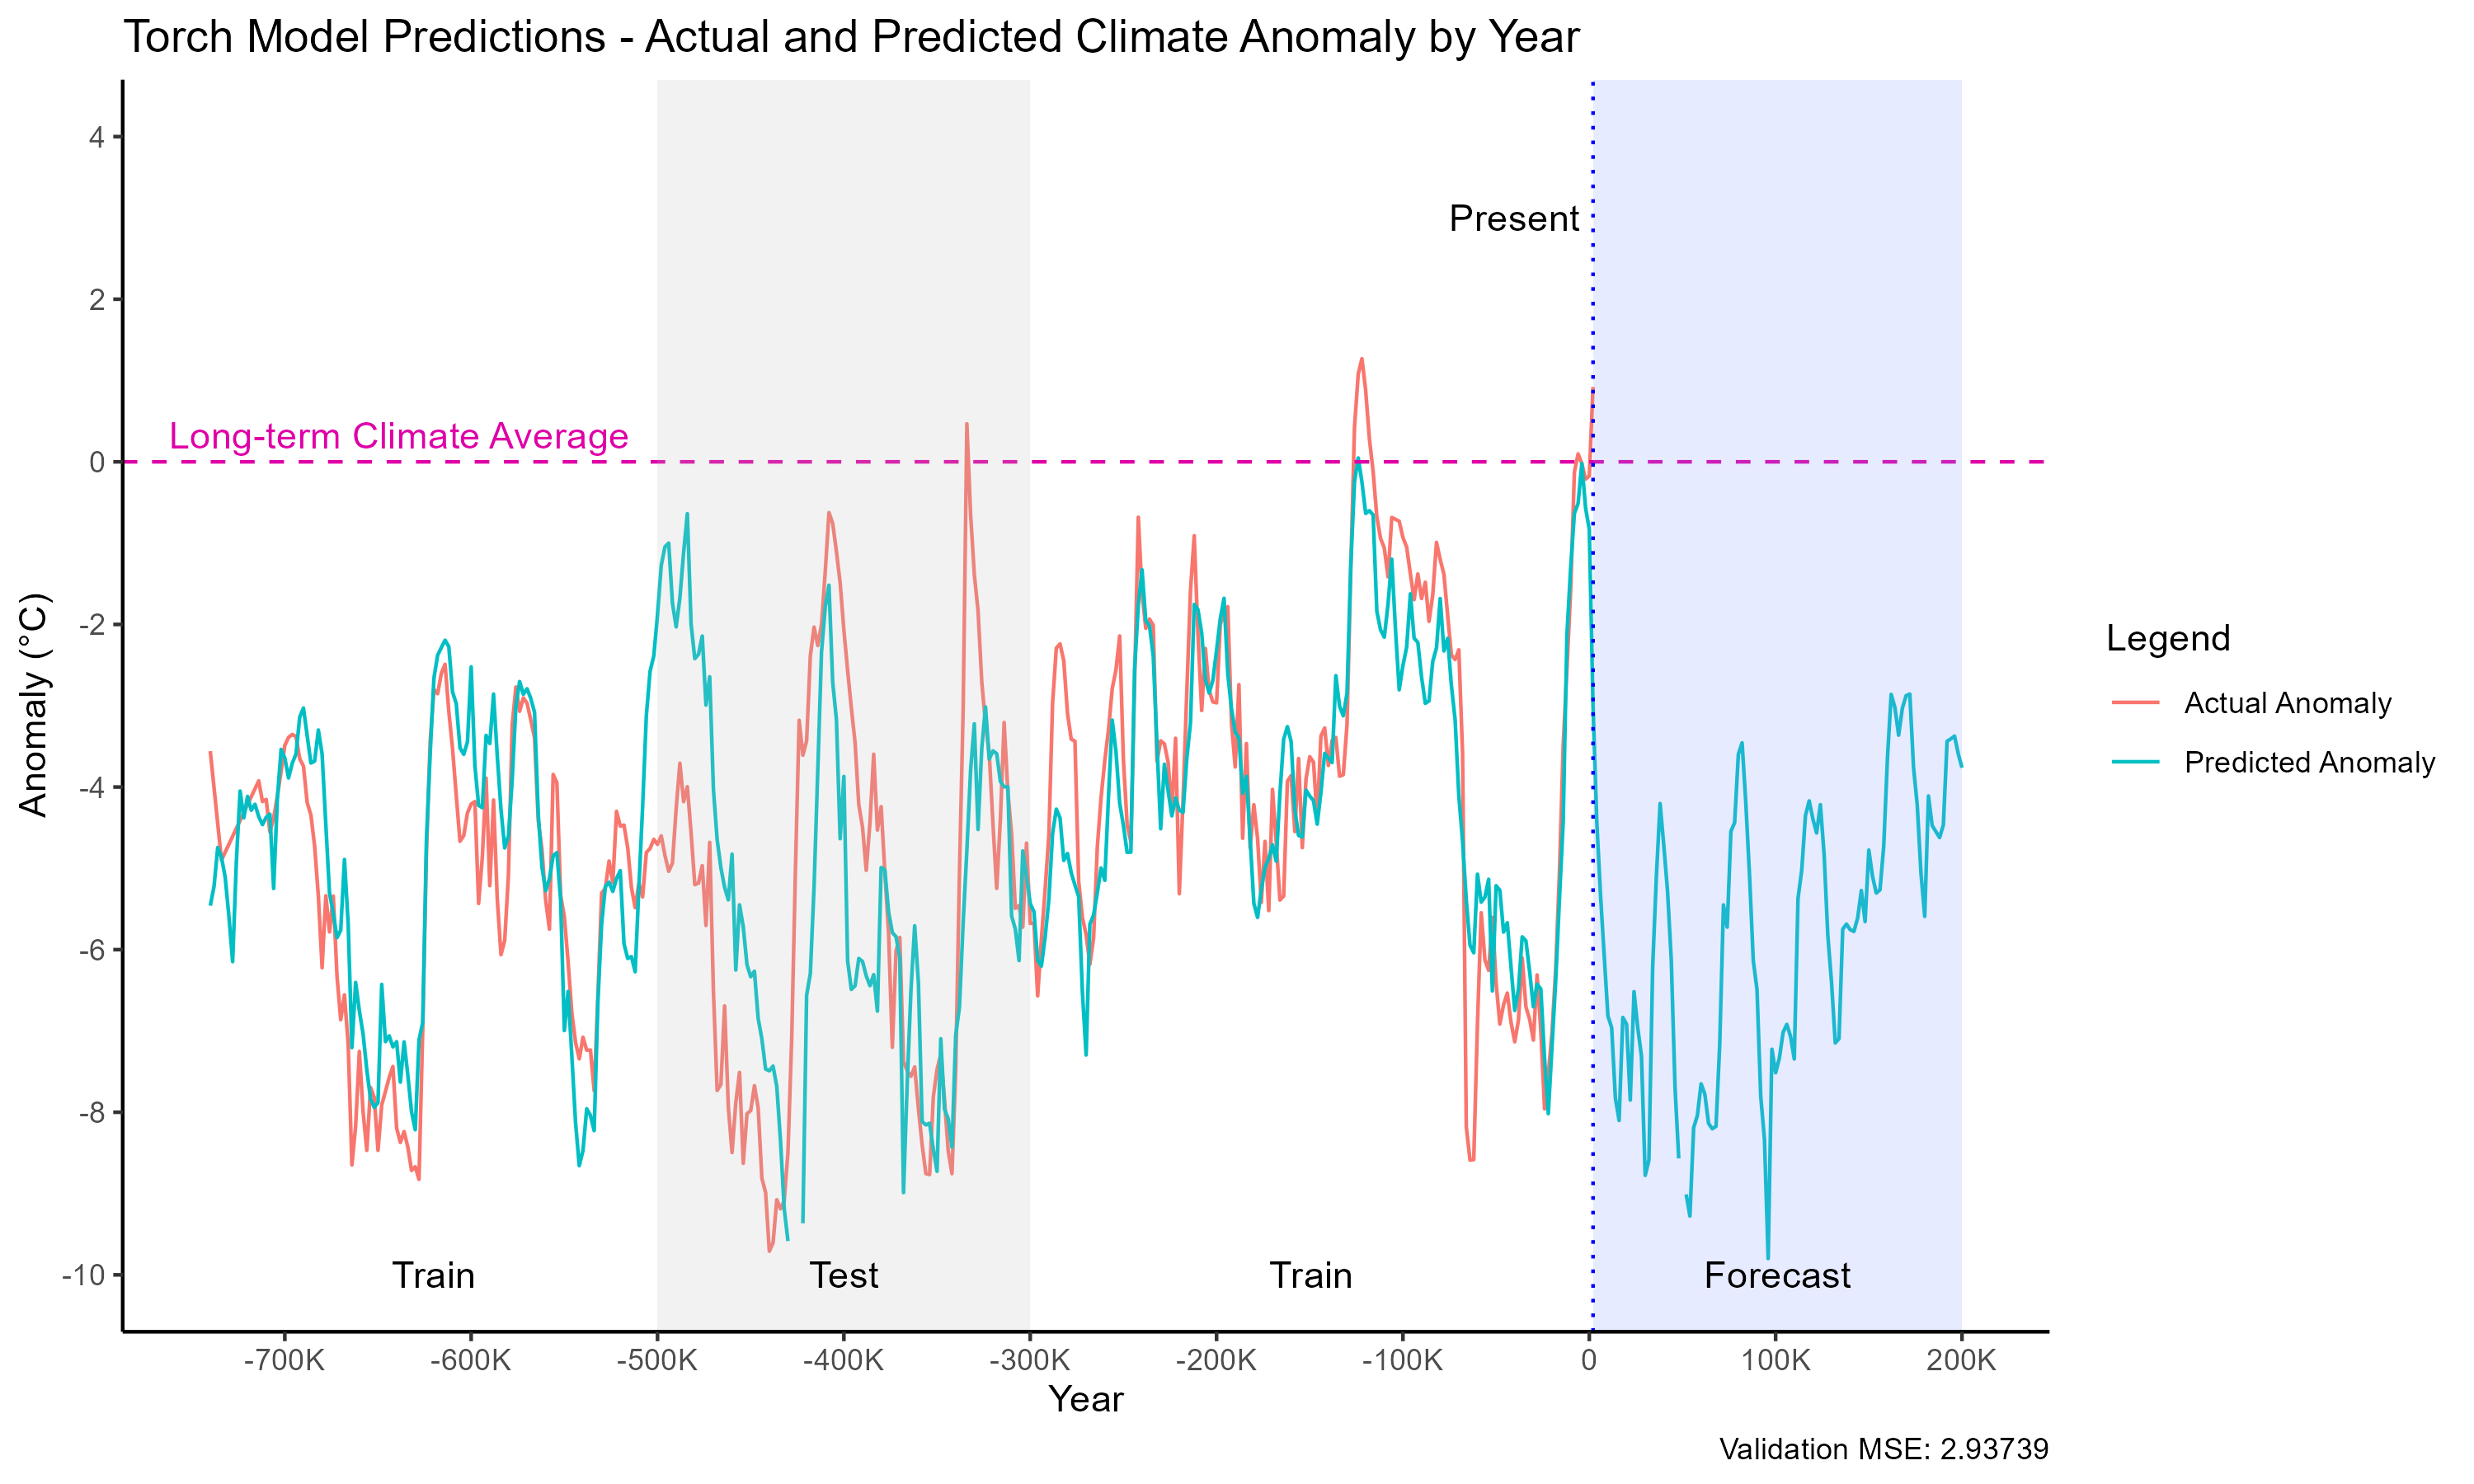 Torch Model Predictions - Actual and Predicted Climate Anomaly by Year
Anomaly (°C)
4
2
0
-2
-4
-6
-8
-10
Present
Long-term Climate Average
Train
Test
Train
Forecast
-700K
-600K
-500K
-400K
-300K
-200K
-100K
0
100K
200K
Year
Legend
Actual Anomaly
Predicted Anomaly
Validation MSE: 2.93739